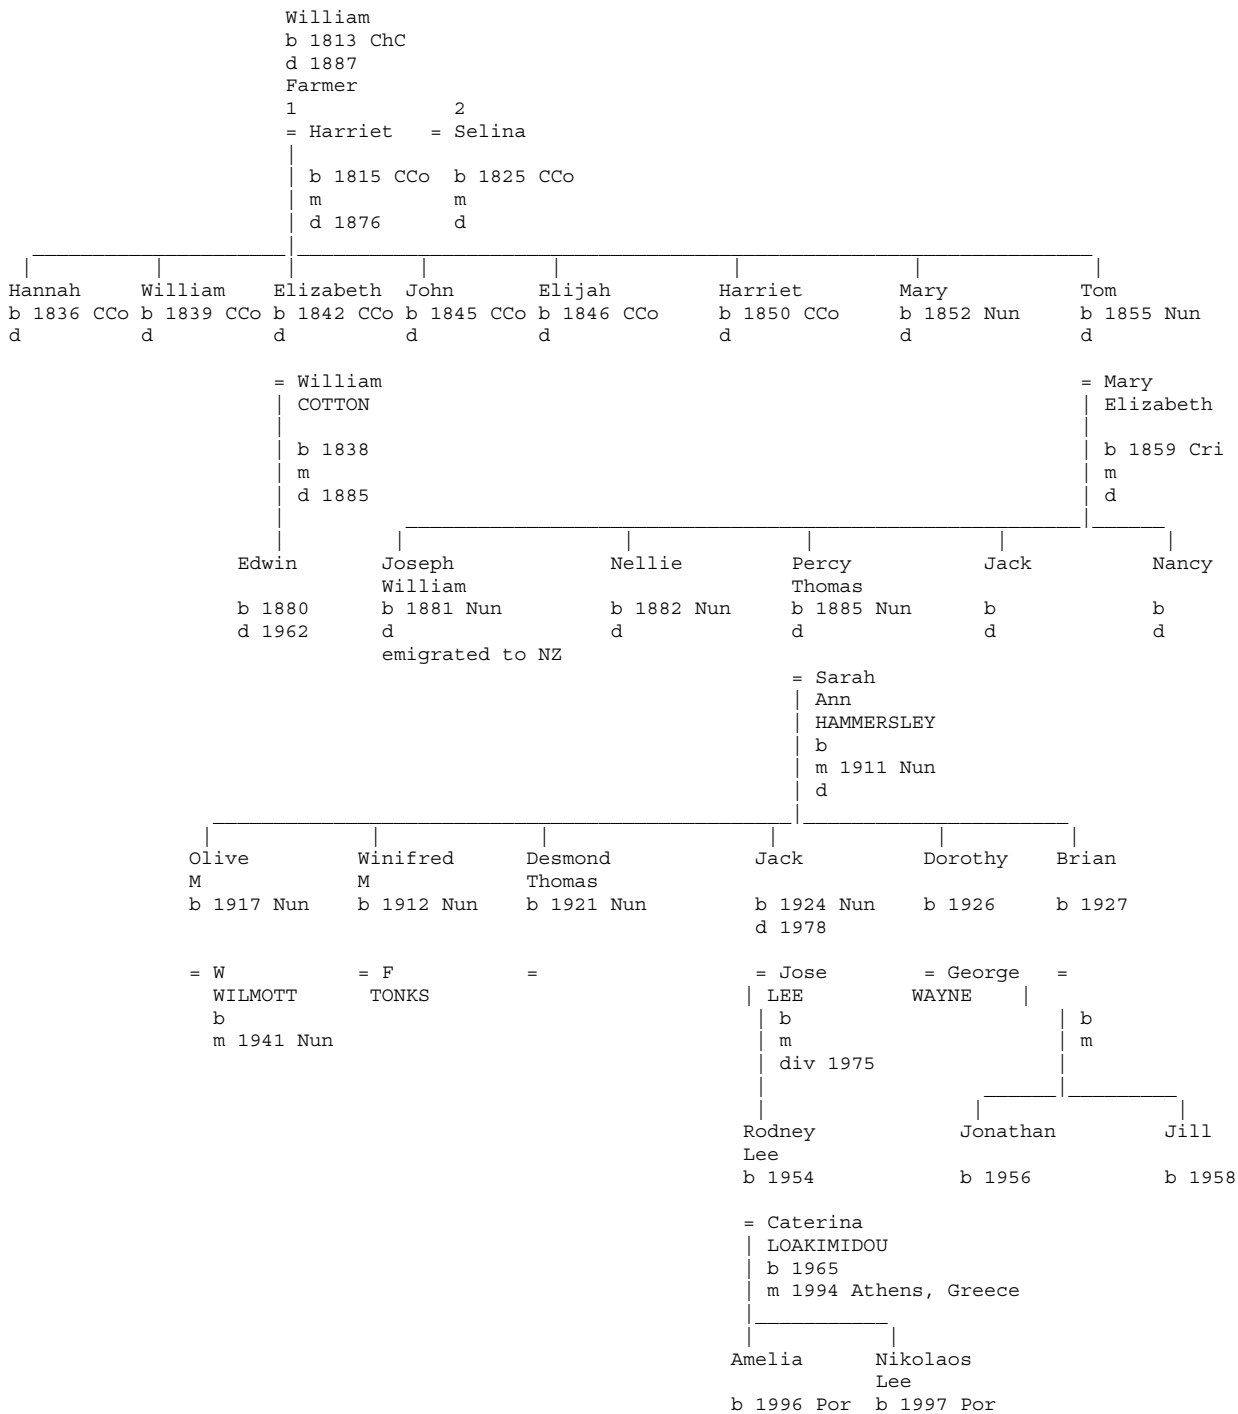 William
b 1813 ChC
d 1887
Farmer
1 2
= Harriet = Selina
b 1815 CCo b 1825 CCo
m m
d 1876 d
Hannah William Elizabeth John Elijah Harriet Mary Tom
b 1836 CCo b 1839 CCo b 1842 CCo b 1845 CCo b 1846 CCo b 1850 CCo b 1852 Nun b 1855 Nun
d d d d d d d d
= William = Mary
COTTON Elizabeth
b 1838 b 1859 Cri
m m
d 1885 d
Edwin Joseph Nellie Percy Jack Nancy
William Thomas
b 1880 b 1881 Nun b 1882 Nun b 1885 Nun b b
d 1962 d d d d d
emigrated to NZ
= Sarah
Ann
HAMMERSLEY
b
m 1911 Nun
d
Olive Winifred Desmond Jack Dorothy Brian
M M Thomas
b 1917 Nun b 1912 Nun b 1921 Nun b 1924 Nun b 1926 b 1927
d 1978
= W = F = = Jose = George =
WILMOTT TONKS LEE WAYNE
b b b
m 1941 Nun m m
div 1975
Rodney Jonathan Jill
Lee
b 1954 b 1956 b 1958
= Caterina
LOAKIMIDOU
b 1965
m 1994 Athens, Greece
Amelia Nikolaos
Lee
b 1996 Por b 1997 Por